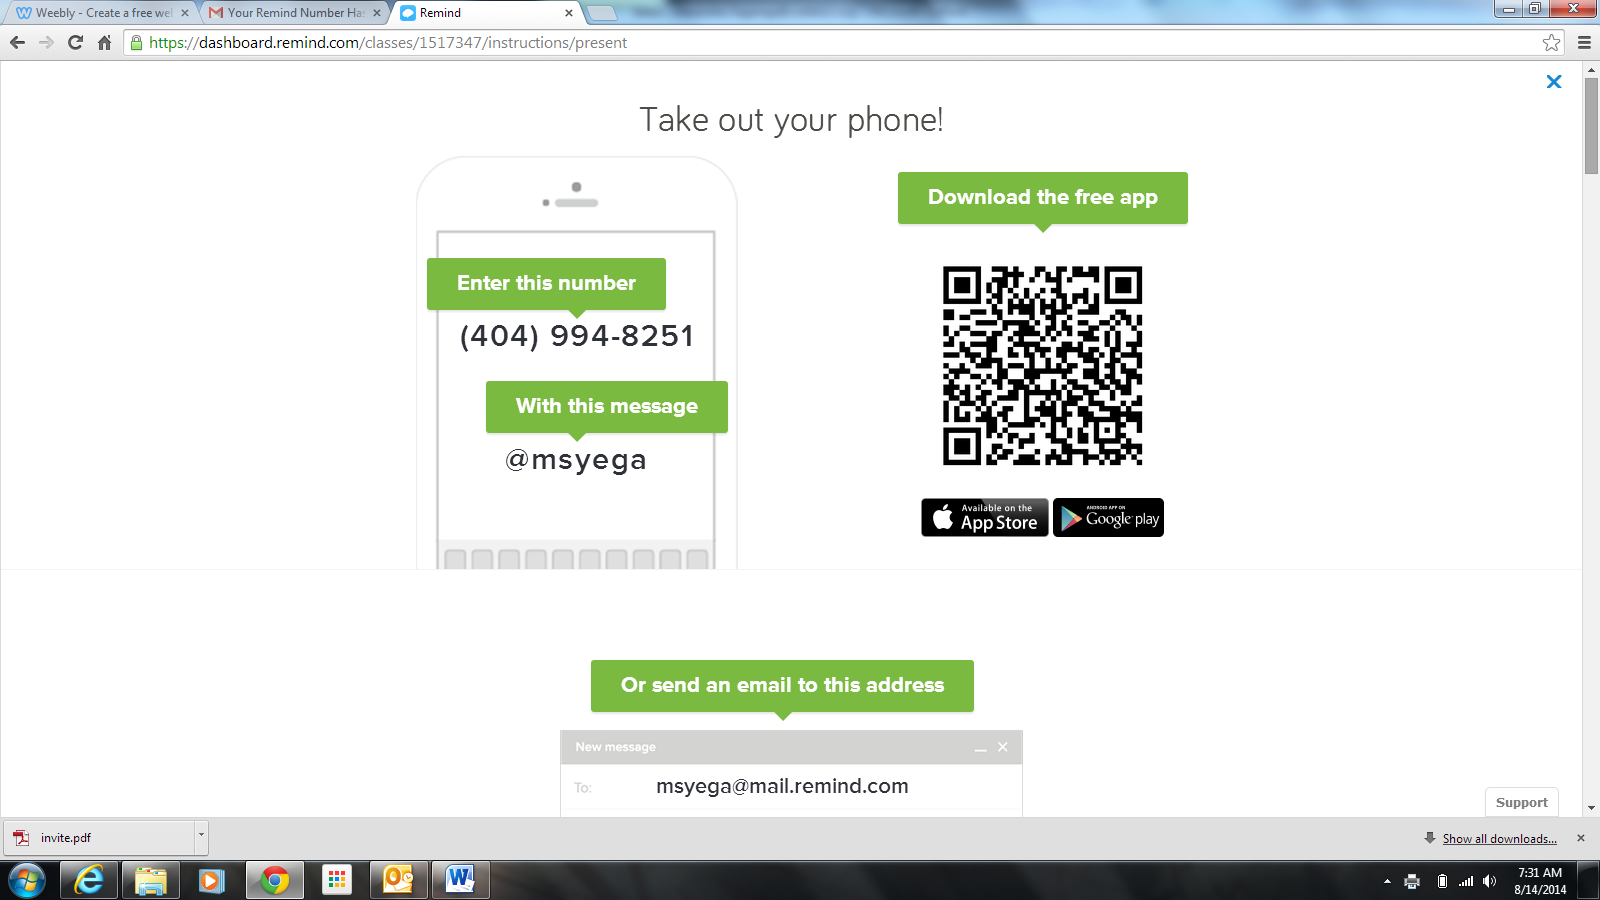 Weebly - Create a free we
Your Remind Number Ha
Remind
https://dashboard.remind.com/classes/1517347/instructions/present
Take out your phone!
Download the free app
Enter this number
(404) 994-8251
With this message
@msyega
Available on the
App Store
ANDROID APP ON
Google play
Or send an email to this address
New message
To:
msyega@mail.remind.com
Support
invite.pdf
Show all downloads...
7:31 AM
8/14/2014